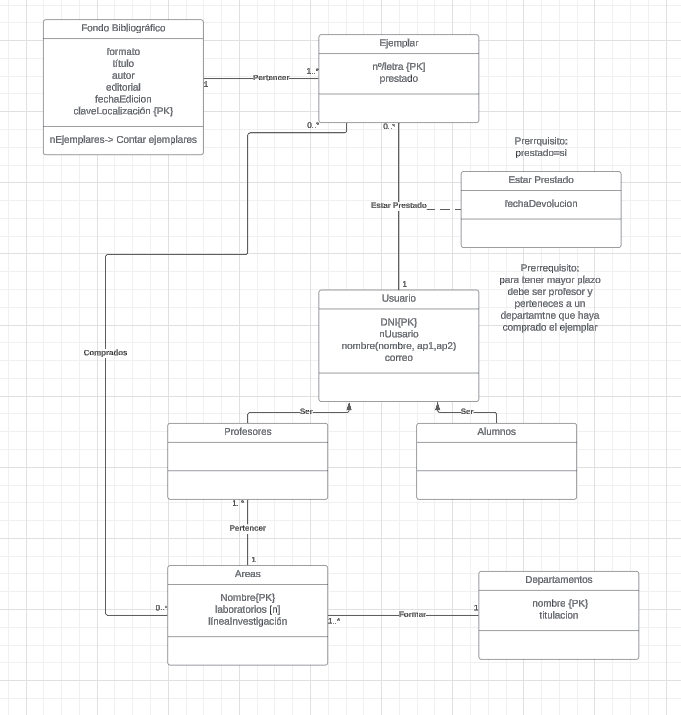 Fondo Bibliográfico
formato
título
autor
editorial
fechaEdicion
claveLocalización {PK}
nEjemplares-> Contar ejemplares
1
Pertencer
1..*
Ejemplar
nº/letra {PK]
prestado
0..*
0..*
Prerrquisito:
prestado=si
Estar Prestado
fechaDevolucion
Estar Prestado
Prerrequisito:
para tener mayor plazo
debe ser profesor y
perteneces a un
departamtne que haya
comprado el ejemplar
1
Usuario
DNI{PK}
nUusario
nombre(nombre, ap1,ap2)
correo
Comprados
Ser
Ser
Profesores
Alumnos
1..*
Pertencer
1
Areas
Nombre{PK}
laboratorios [n]
líneaInvestigación
0..*
1..*
Formar
1
Departamentos
nombre {PK}
titulacion